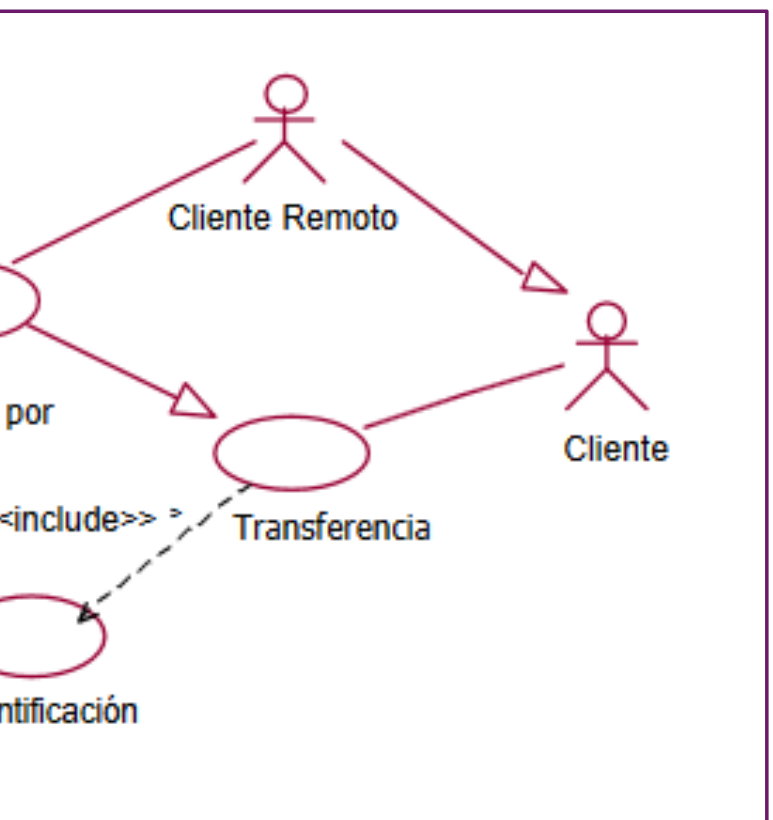 Cliente Remoto
por
Cliente
<include>>
Transferencia
ntificación